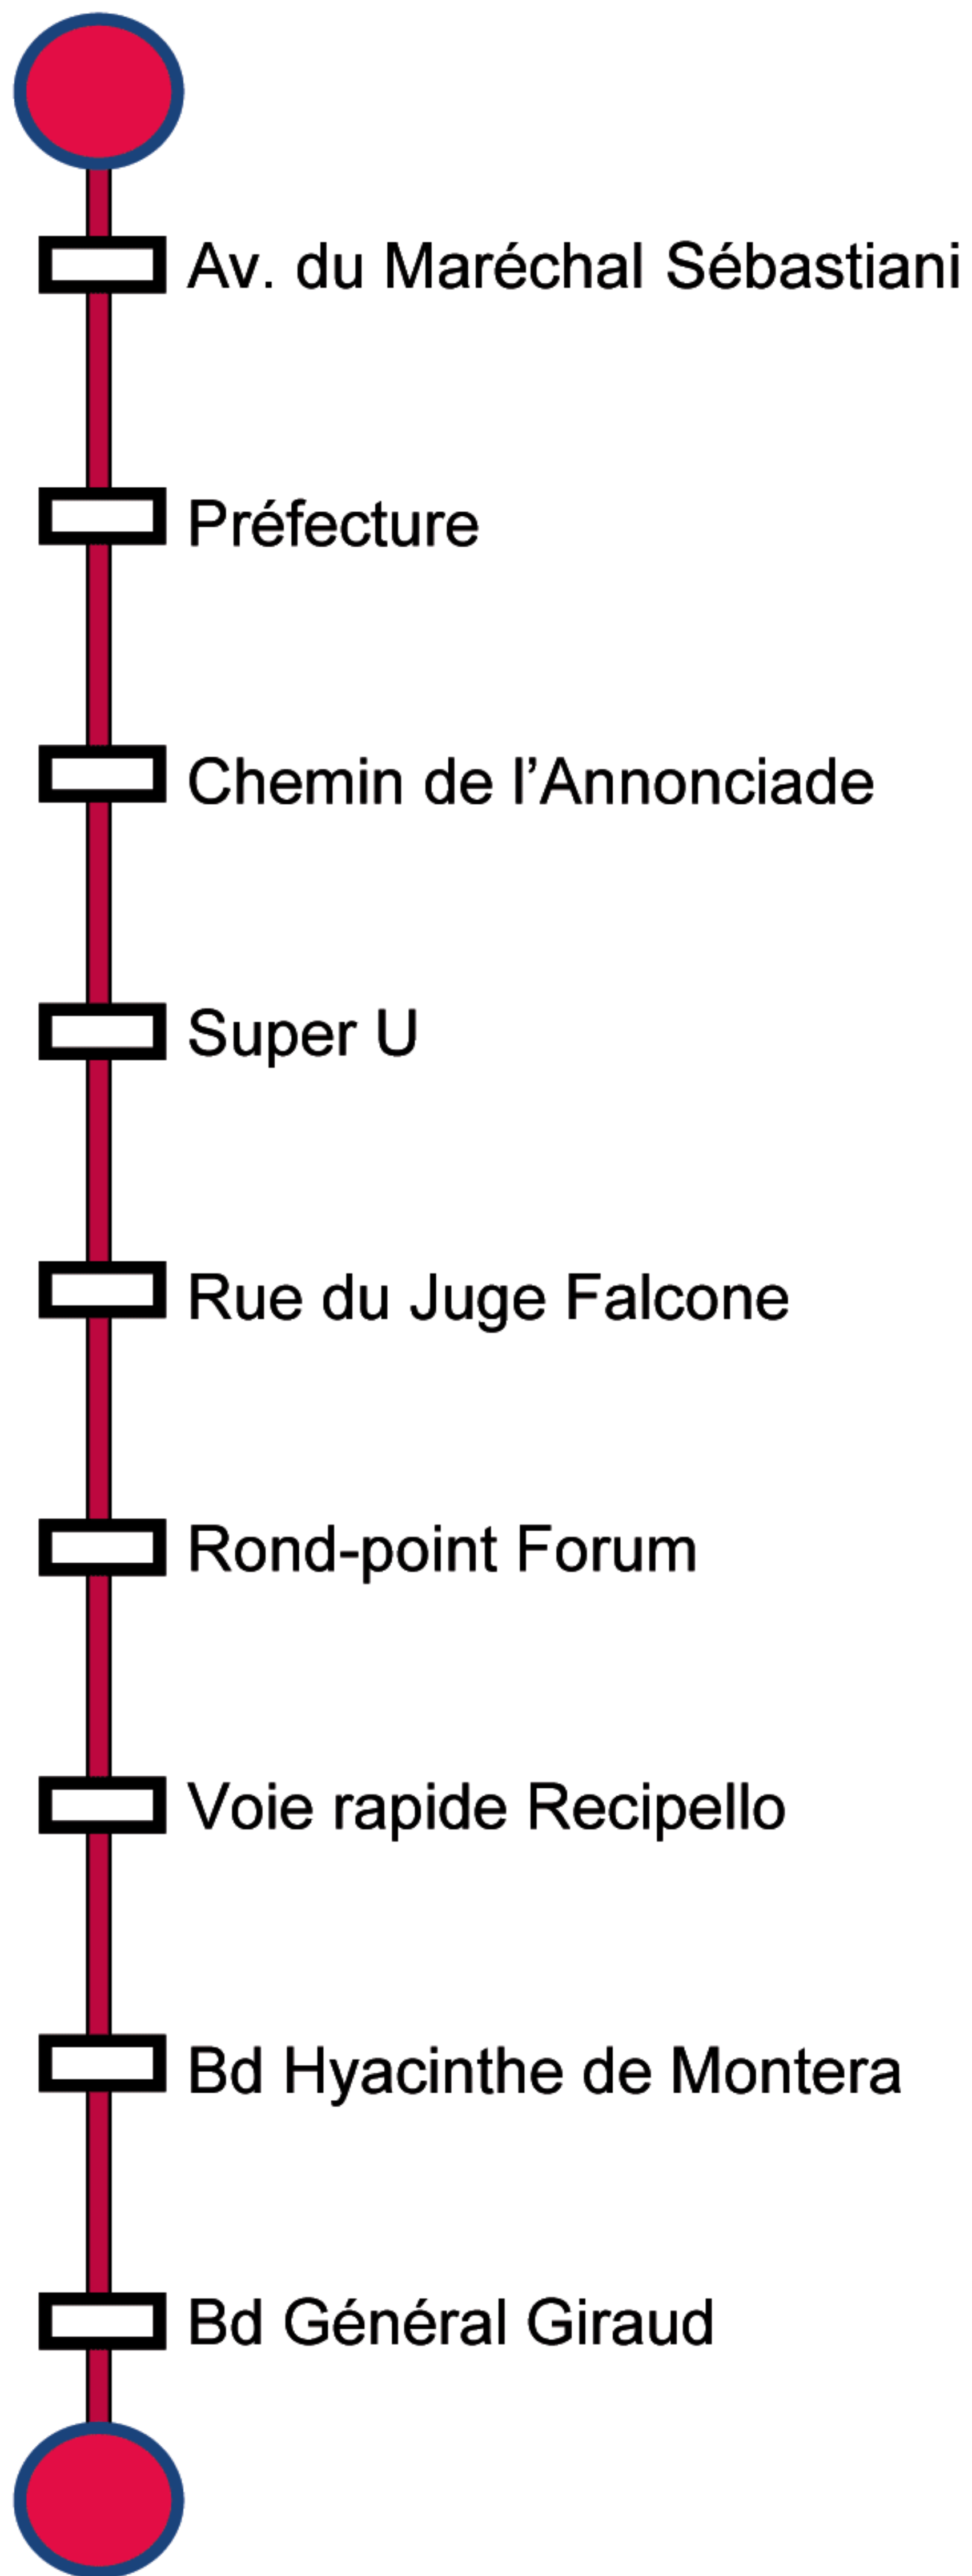 Av. du Maréchal Sébastiani
Préfecture
Chemin de l’Annonciade
Super U
Rue du Juge Falcone
Rond-point Forum
Voie rapide Recipello
Bd Hyacinthe de Montera
Bd Général Giraud